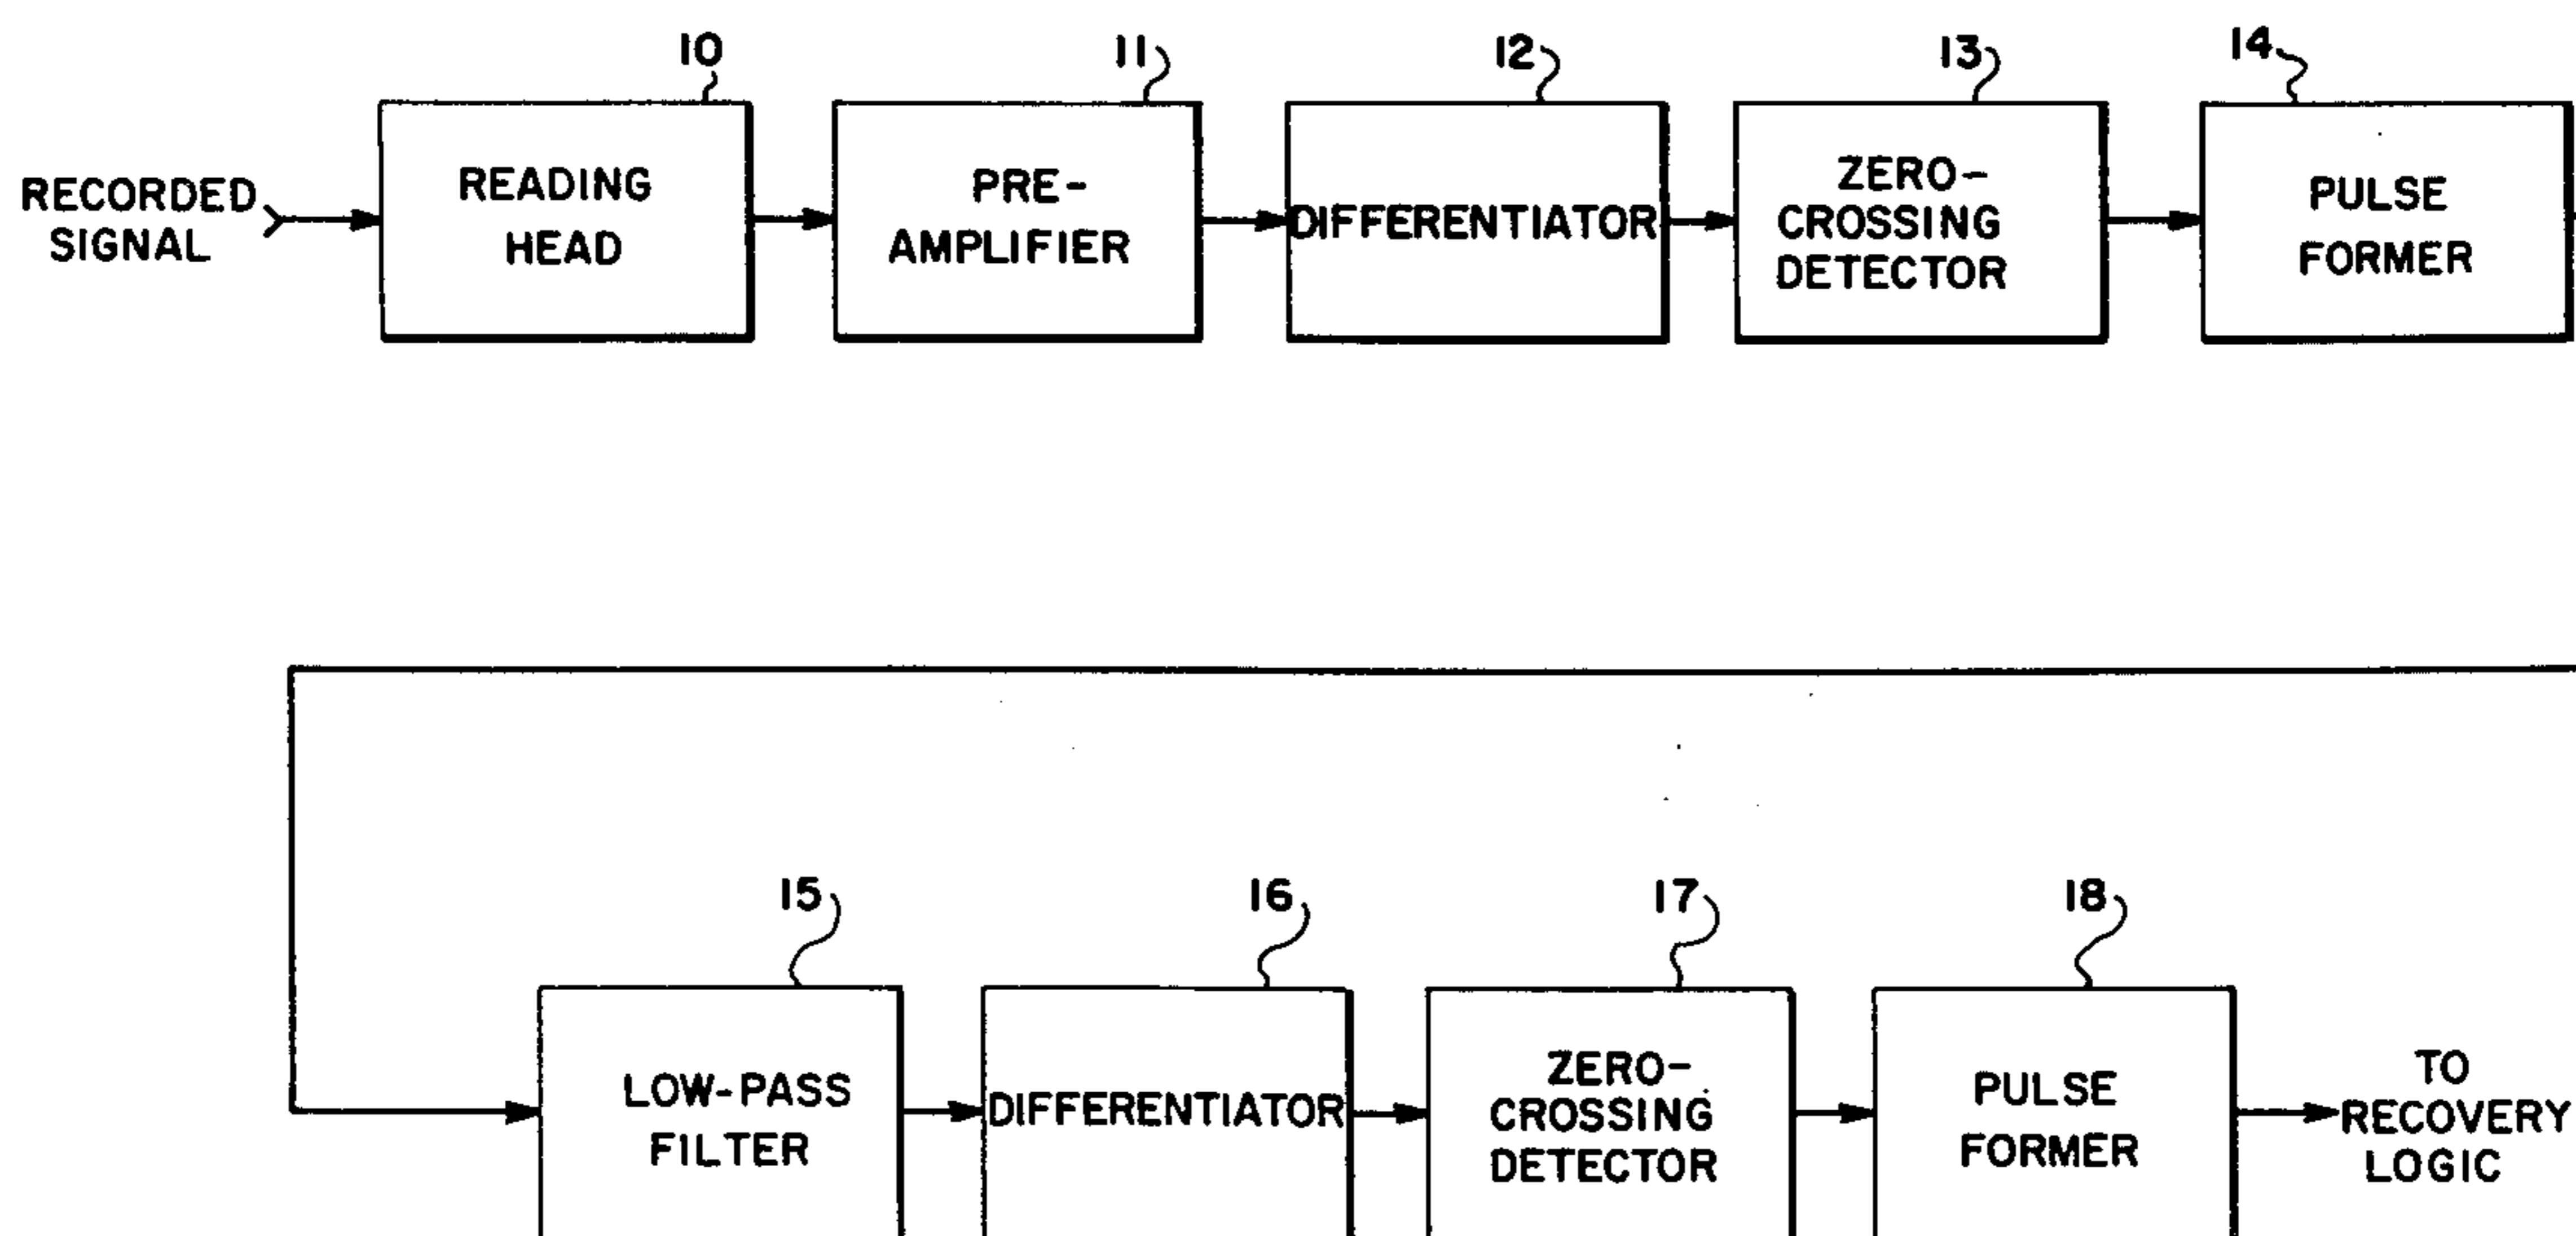 10
11
12
13
14
RECORDED
SIGNAL
READING
HEAD
PRE-
AMPLIFIER
DIFFERENTIATOR
ZERO-
CROSSING
DETECTOR
PULSE
FORMER
15
16
17
18
LOW-PASS
FILTER
DIFFERENTIATOR
ZERO-
CROSSING
DETECTOR
PULSE
FORMER
TO
RECOVERY
LOGIC